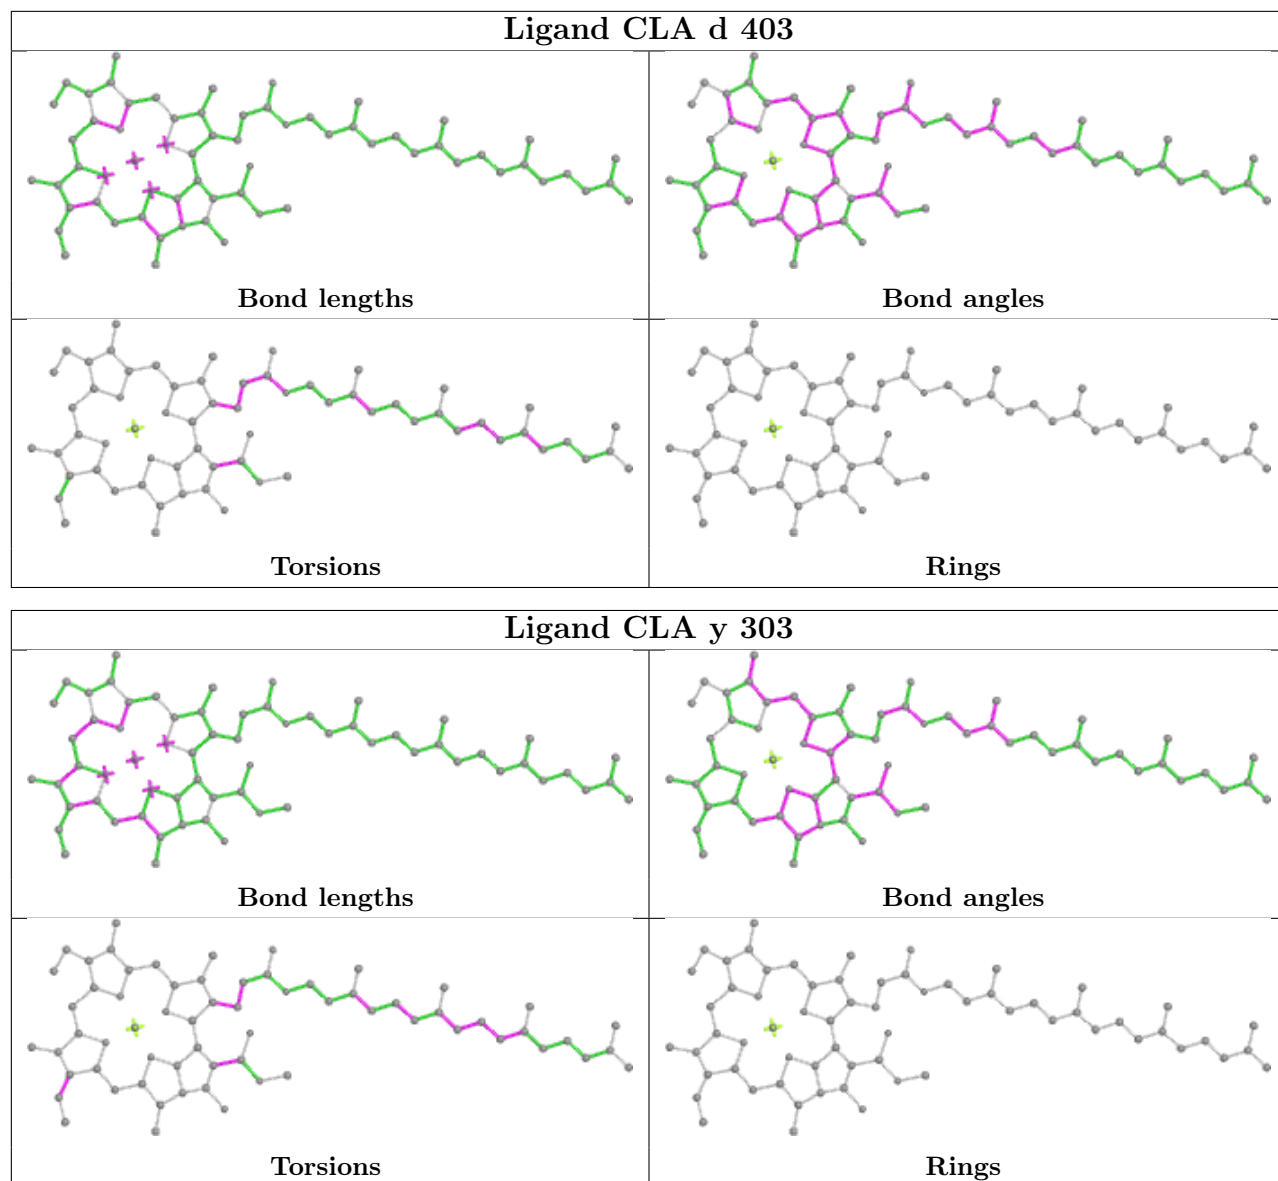 Ligand CLA d 403
Bond lengths
Bond angles
Torsions
Rings
Ligand CLA y 303
Bond lengths
Bond angles
Torsions
Rings